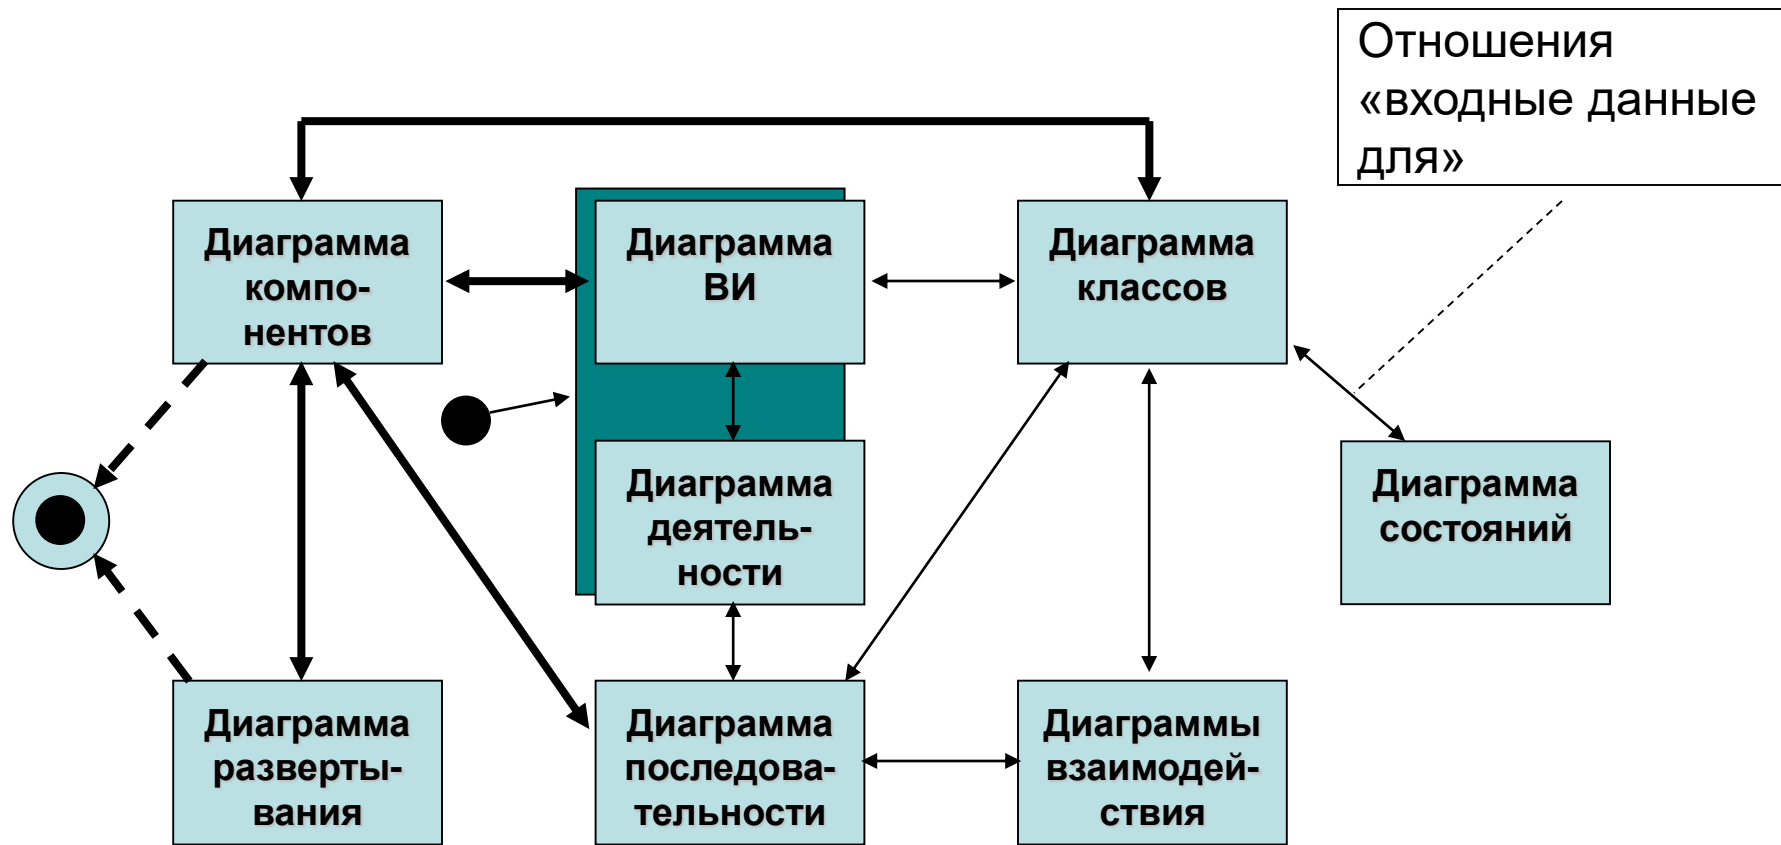 Отношения
«входные данные
для»
Диаграмма
компо-
нентов
Диаграмма
ВИ
Диаграмма
классов
Диаграмма
деятель-
ности
Диаграмма
состояний
Диаграмма
разверты-
вания
Диаграмма
последова-
тельности
Диаграммы
взаимодей-
ствия